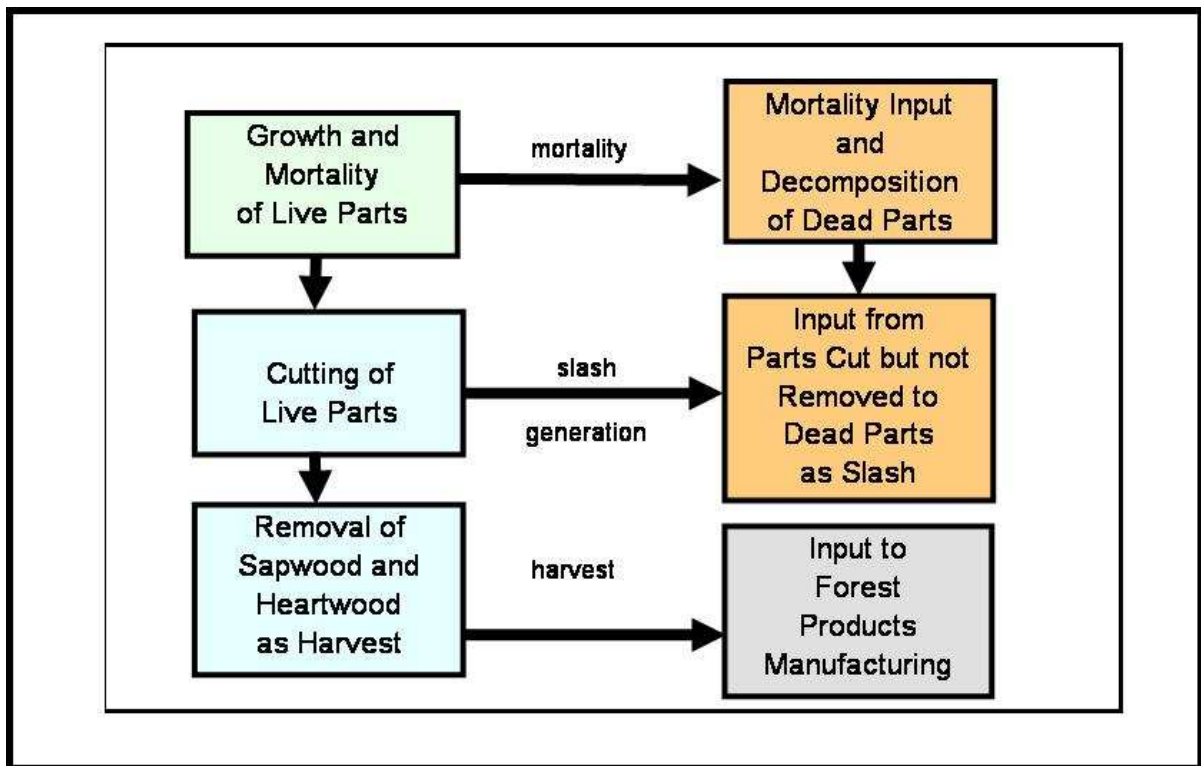 Growth and
Mortality
of Live Parts
mortality
Mortality Input
and
Decomposition
of Dead Parts
Cutting of
Live Parts
slash
generation
Input from
Parts Cut but not
Removed to
Dead Parts
as Slash
Removal of
Sapwood and
Heartwood
as Harvest
harvest
Input to
Forest
Products
Manufacturing